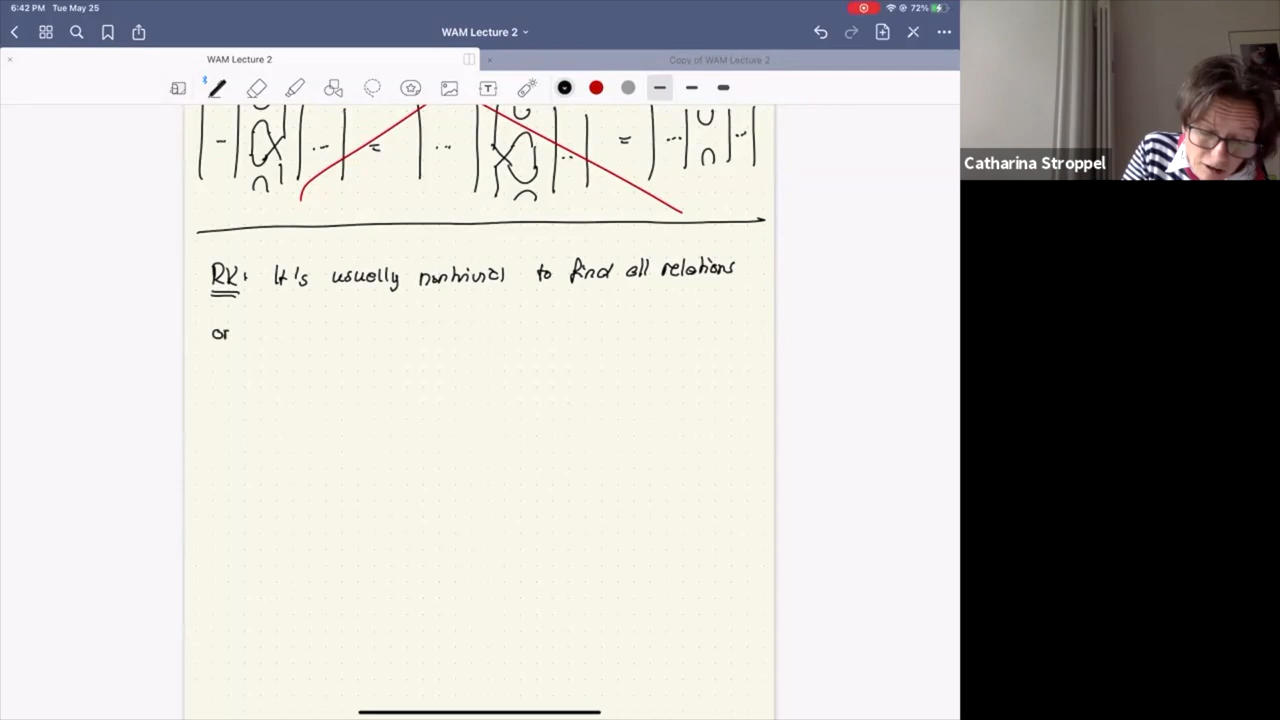 6:42 PM Tue May 25
72%
WAM Lecture 2
WAM Lecture 2
Copy of WAM Lecture 2
Catharina Stroppel
RK: It's usually nontrivial to find all relations
or